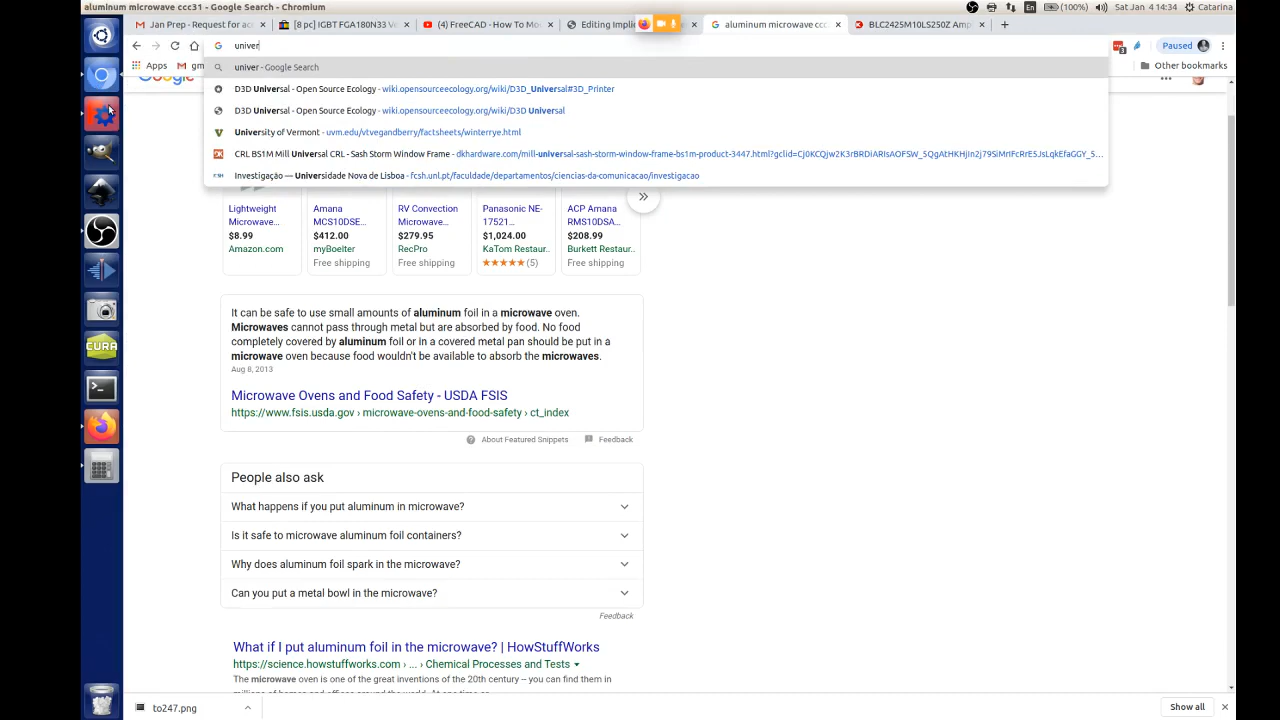 aluminum microwave ccc31 - Google Search - Chromium
En
(100%)
Sat Jan 4 14:34
Catarina
Jan Prep - Request for ac
[8 pc] IGBT FGA180N33 V
(4) FreeCAD - How To Mov
Editing Impli
aluminum microwave ccc
BLC2425M10LS250Z Amp
univer
3
Paused
Apps
gm
Other bookmarks
univer - Google Search
D3D Universal - Open Source Ecology - wiki.opensourceecology.org/wiki/D3D_Universal#3D_Printer
D3D Universal - Open Source Ecology - wiki.opensourceecology.org/wiki/D3D Universal
University of Vermont - uvm.edu/vtvegandberry/factsheets/winterrye.html
CRL BS1M Mill Universal CRL - Sash Storm Window Frame - dkhardware.com/mill-universal-sash-storm-window-frame-bs1m-product-3447.html?gclid=
Investigação — Universidade Nova de Lisboa - fcsh.unl.pt/faculdade/departamentos/ciencias-da-comunicacao/investigacao
Lightweight
Microwave...
$8.99
Amazon.com
Amana
MCS10DSE...
$412.00
myBoelter
Free shipping
RV Convection
Microwave...
$279.95
RecPro
Free shipping
Panasonic NE-
17521...
$1,024.00
KaTom Restaur..
(5)
ACP Amana
RMS10DSA...
$208.99
Burkett Restaur..
Free shipping
It can be safe to use small amounts of aluminum foil in a microwave oven.
Microwaves cannot pass through metal but are absorbed by food. No food
completely covered by aluminum foil or in a covered metal pan should be put in a
microwave oven because food wouldn't be available to absorb the microwaves.
Aug 8, 2013
Microwave Ovens and Food Safety - USDA FSIS
https://www.fsis.usda.gov › microwave-ovens-and-food-safety › ct_index
About Featured Snippets
Feedback
People also ask
What happens if you put aluminum in microwave?
Is it safe to microwave aluminum foil containers?
Why does aluminum foil spark in the microwave?
Can you put a metal bowl in the microwave?
Feedback
What if I put aluminum foil in the microwave? | HowStuffWorks
https://science.howstuffworks.com › ... › Chemical Processes and Tests
The microwave oven is one of the great inventions of the 20th century -- you can find them in
CURA
to247.png
Show all